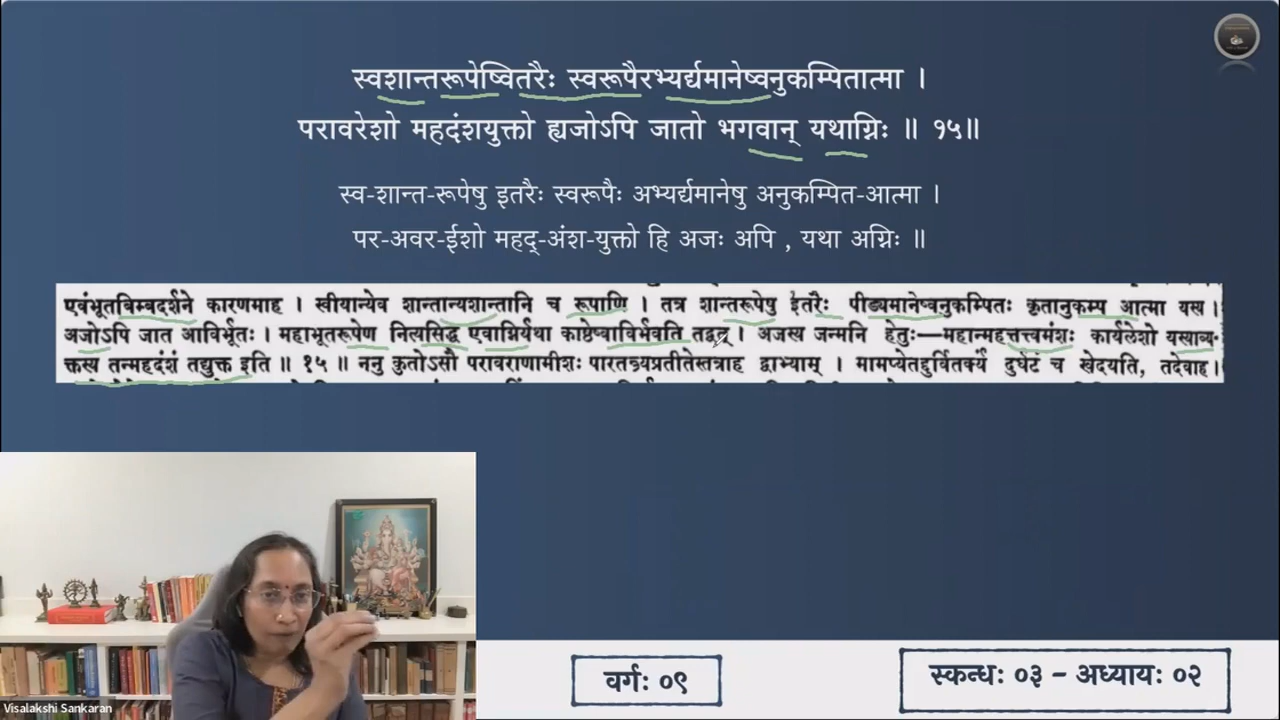 स्वशान्तरूपेष्वितरैः स्वरूपैरभ्यर्द्यमानेष्वनुकम्पितात्मा ।
परावरेशो महदंशयुक्तो ह्यजोऽपि जातो भगवान् यथाग्निः ॥ १५॥
स्व-शान्त-रूपेषु इतरैः स्वरूपैः अभ्यर्द्यमानेषु अनुकम्पित-आत्मा ।
पर-अवर-ईशो महद्-अंश-युक्तो हि अजः अपि , यथा अग्निः ॥
एवंभूतबिम्बदर्शने कारणमाह । स्वीयान्येव शान्तान्यशान्तानि च रूपाणि । तत्र शान्तरूपेषु इतरैः पीड्यमानेष्वनुकम्पितः कृतानुकम्प आत्मा यस्य ।
अजोऽपि जात आविर्भूतः । महाभूतरूपेण नित्यसिद्ध एवाग्निर्यथा काष्ठेष्वाविर्भवति तद्वत् । अजस्य जन्मनि हेतुः—महान्महत्तत्त्वमंशः कार्यलेशो यस्याव्य-
क्तस्य तन्महदंशं तद्युक्त इति ॥ १५ ॥ ननु कुतोऽसौ परावराणामीशः पारतन्त्र्यप्रतीतेस्तत्राह द्वाभ्याम् । मामप्येतद्दुर्वितर्क्यं दुर्घटं च खेदयति, तदेवाह ।
वर्गः ०९
स्कन्धः ०३ - अध्यायः ०२
Visalakshi Sankaran